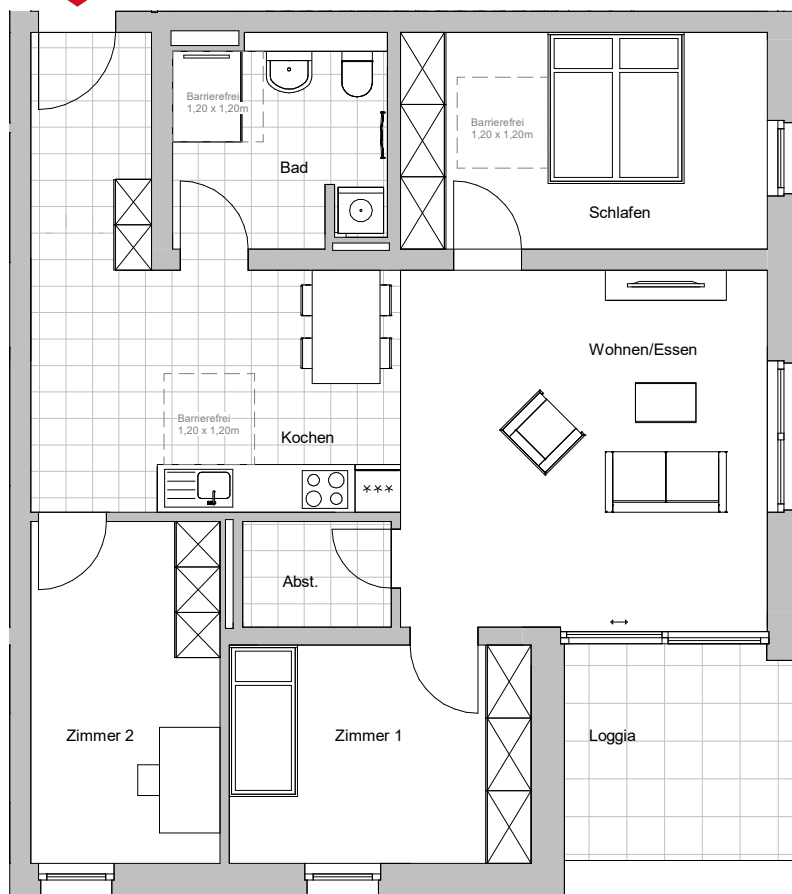 Barrierefrei
1,20 x 1,20m
Barrierefrei
1,20 x 1,20m
Bad
Schlafen
Wohnen/Essen
Barrierefrei
1,20 x 1,20m
Kochen
***
Abst.
Zimmer 2
Zimmer 1
Loggia